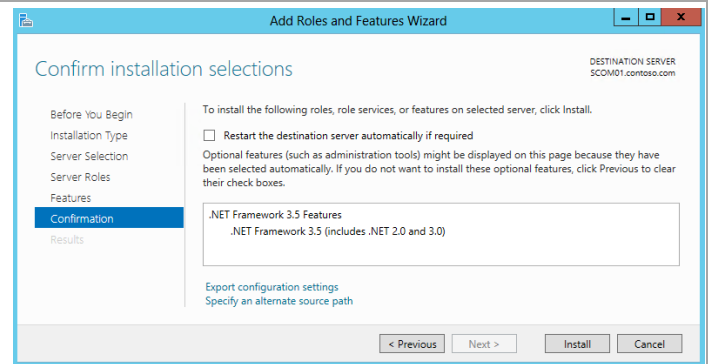 Add Roles and Features Wizard
Confirm installation selections
DESTINATION SERVER
SCOM01.contoso.com
Before You Begin
Installation Type
Server Selection
Server Roles
Features
Confirmation
Results
To install the following roles, role services, or features on selected server, click Install.
Restart the destination server automatically if required
Optional features (such as administration tools) might be displayed on this page because they have
been selected automatically. If you do not want to install these optional features, click Previous to clear
their check boxes.
.NET Framework 3.5 Features
.NET Framework 3.5 (includes .NET 2.0 and 3.0)
Export configuration settings
Specify an alternate source path
< Previous
Next >
Install
Cancel